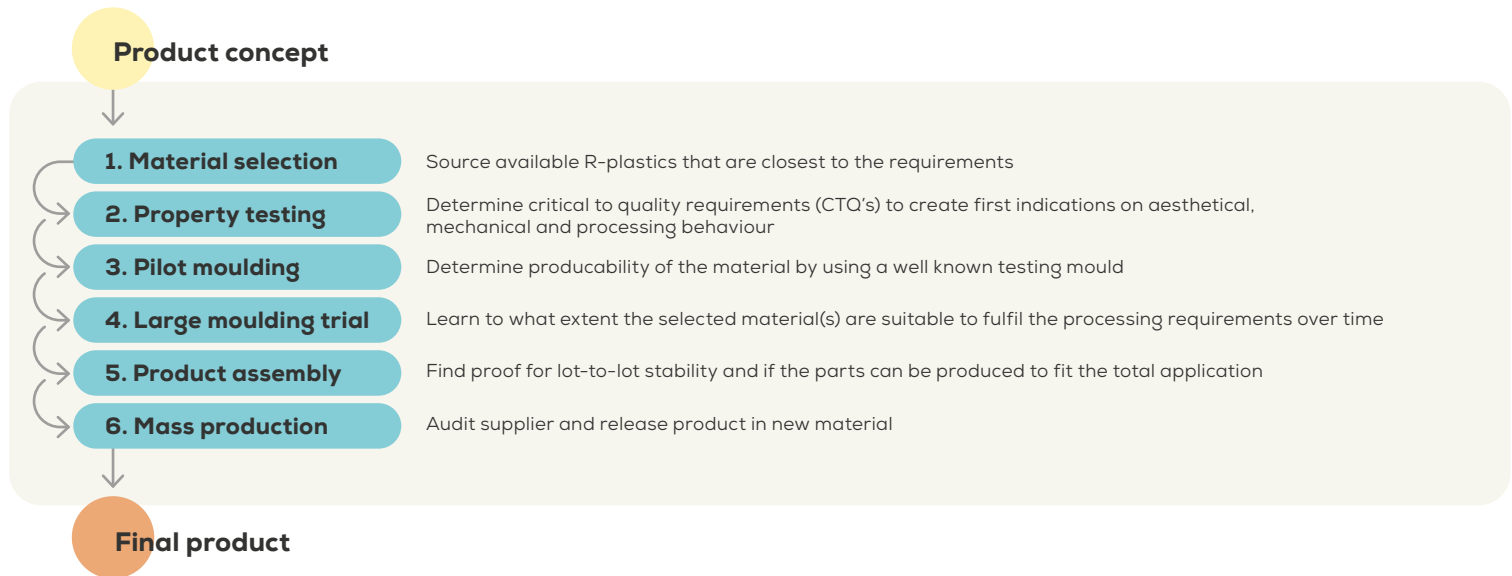 Product concept
1. Material selection
Source available R-plastics that are closest to the requirements
2. Property testing
Determine critical to quality requirements (CTQ's) to create first indications on aesthetical,
mechanical and processing behaviour
3. Pilot moulding
Determine producability of the material by using a well known testing mould
4. Large moulding trial
Learn to what extent the selected material(s) are suitable to fulfil the processing requirements over time
5. Product assembly
Find proof for lot-to-lot stability and if the parts can be produced to fit the total application
6. Mass production
Audit supplier and release product in new material
Final product